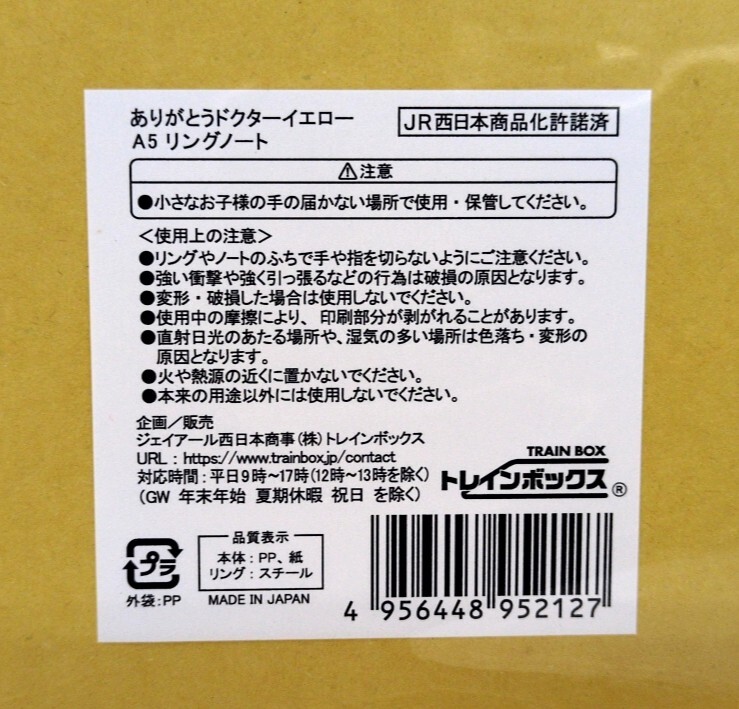 ありがとうドクターイエロー
A5 リングノート
JR西日本商品化許諾済
⚠注意
●小さなお子様の手の届かない場所で使用・保管してください。
＜使用上の注意＞
●リングやノートのふちで手や指を切らないようにご注意ください。
●強い衝撃や強く引っ張るなどの行為は破損の原因となります。
●変形・破損した場合は使用しないでください。
●使用中の摩擦により、印刷部分が剥がれることがあります。
●直射日光のあたる場所や、湿気の多い場所は色落ち・変形の
原因となります。
●火や熱源の近くに置かないでください。
●本来の用途以外には使用しないでください。
企画／販売
ジェイアール西日本商事(株)トレインボックス
URL：https://www.trainbox.jp/contact
対応時間：平日9時～17時(12時～13時を除く)
(GW 年末年始 夏期休暇 祝日 を除く)
TRAIN BOX
トレインボックス®
プラ
外袋：PP
品質表示
本体：PP、紙
リング：スチール
MADE IN JAPAN
4 956448 952127